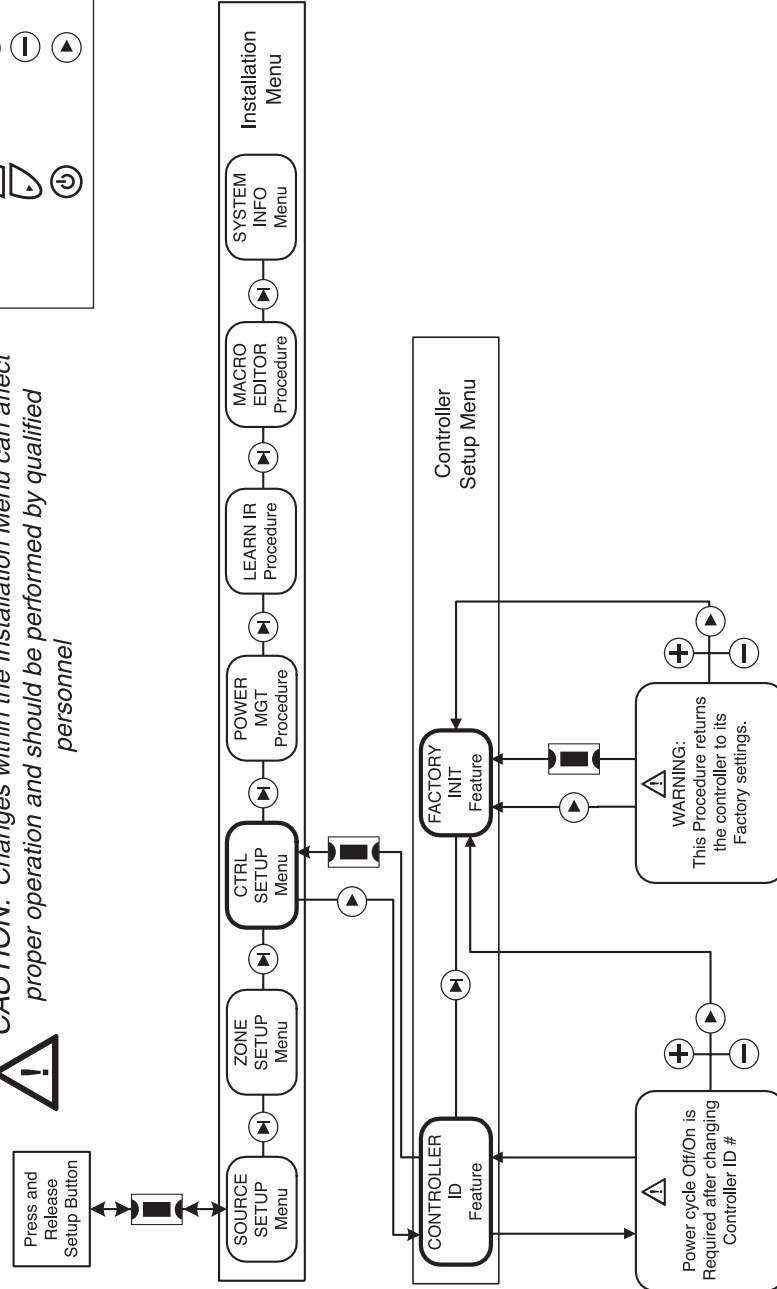 CAUTION: Changes within the Installation Menu can affect
proper operation and should be performed by qualified
personnel
Press and
Release
Setup Button
SOURCE
SETUP
Menu
ZONE
SETUP
Menu
CTRL
SETUP
Menu
POWER
MGT
Procedure
LEARN IR
Procedure
MACRO
EDITOR
Procedure
SYSTEM
INFO
Menu
Installation
Menu
CONTROLLER
ID
Feature
FACTORY
INIT
Feature
Controller
Setup Menu
Power cycle Off/On is
Required after changing
Controller ID #
WARNING:
This Procedure returns
the controller to its
Factory settings.